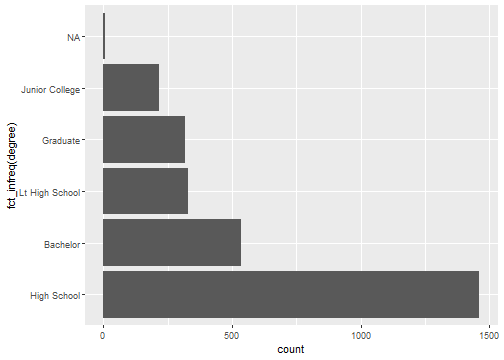 NA
Junior College
Graduate
Lt High School
Bachelor
High School
fct_infreq(degree)
0
500
1000
1500
count